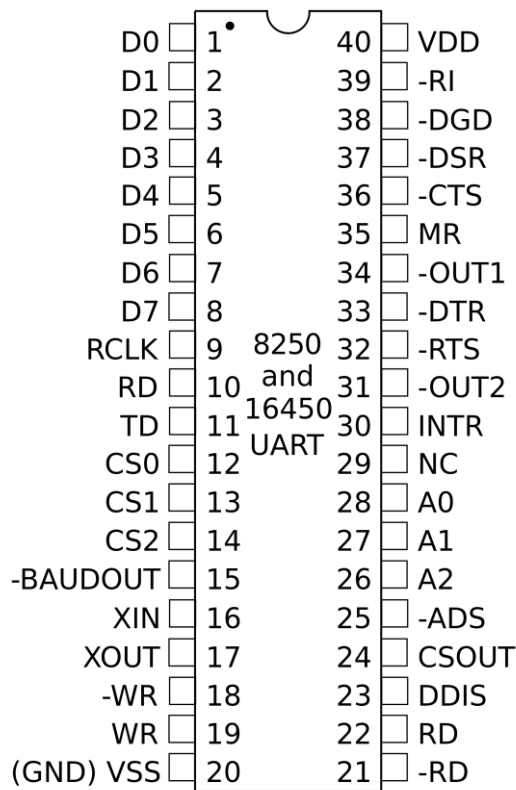 D0 1 40 VDD
D1 2 39 -RI
D2 3 38 -DGD
D3 4 37 -DSR
D4 5 36 -CTS
D5 6 35 MR
D6 7 34 -OUT1
D7 8 33 -DTR
RCLK 9 8250 32 -RTS
RD 10 and 31 -OUT2
TD 11 16450 30 INTR
CS0 12 UART 29 NC
CS1 13 28 A0
CS2 14 27 A1
-BAUDOUT 15 26 A2
XIN 16 25 -ADS
XOUT 17 24 CSOUT
-WR 18 23 DDIS
WR 19 22 RD
(GND) VSS 20 21 -RD